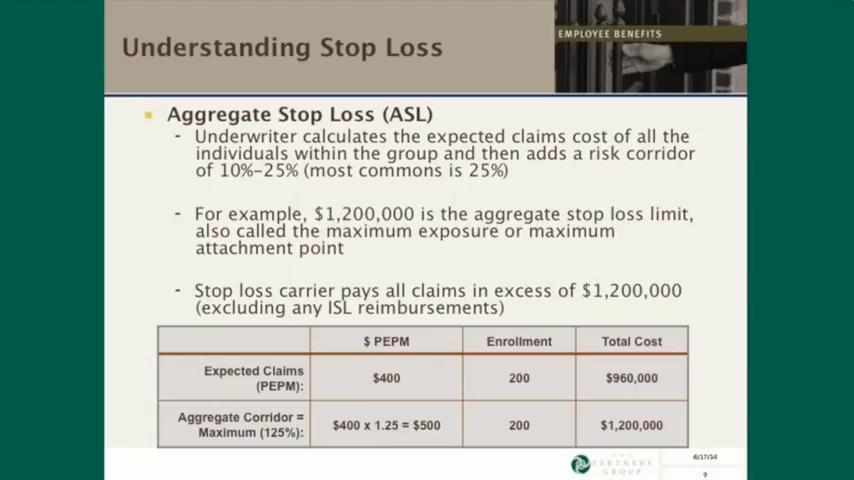 Understanding Stop Loss
EMPLOYEE BENEFITS
Aggregate Stop Loss (ASL)
- Underwriter calculates the expected claims cost of all the
individuals within the group and then adds a risk corridor
of 10%-25% (most commons is 25%)
- For example, $1,200,000 is the aggregate stop loss limit,
also called the maximum exposure or maximum
attachment point
- Stop loss carrier pays all claims in excess of $1,200,000
(excluding any ISL reimbursements)
$ PEPM Enrollment Total Cost
Expected Claims
(PEPM): $400 200 $960,000
Aggregate Corridor =
Maximum (125%): $400 x 1.25 = $500 200 $1,200,000
THE
PARTNERS
GROUP
6/17/14
9